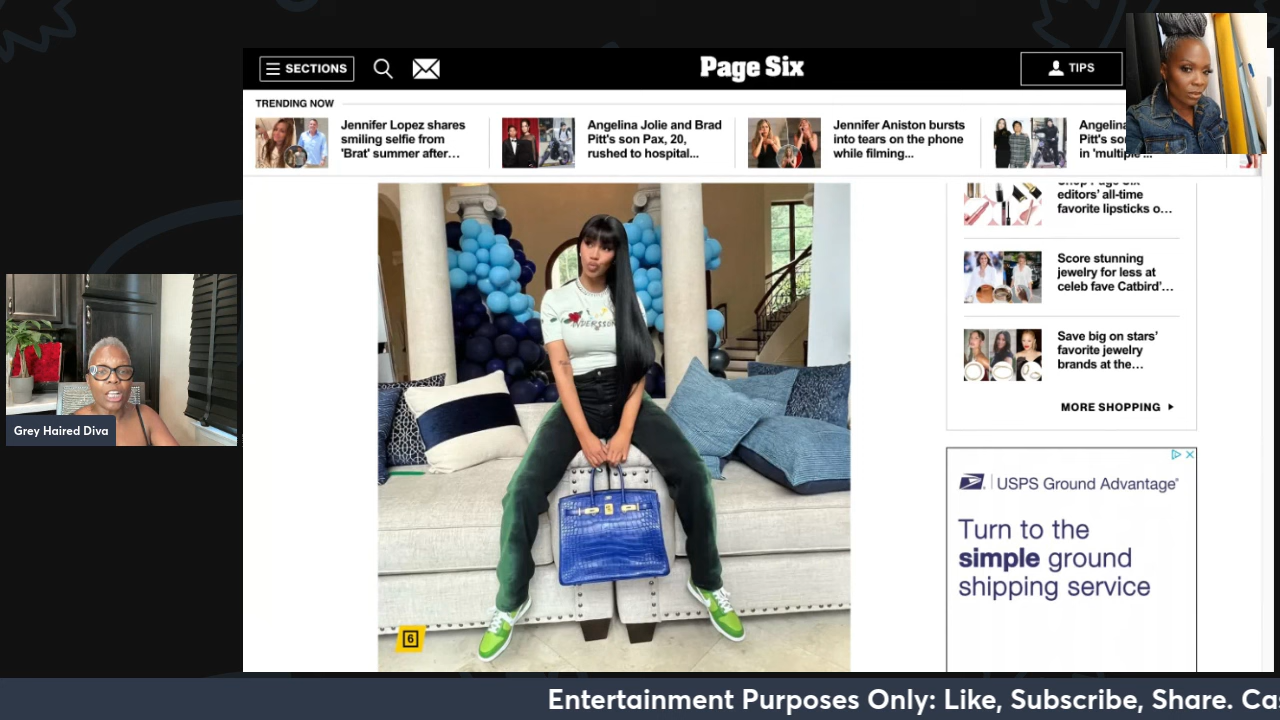 SECTIONS
Page Six
TIPS
TRENDING NOW
Jennifer Lopez shares
smiling selfie from
'Brat' summer after…
Angelina Jolie and Brad
Pitt's son Pax, 20,
rushed to hospital...
Jennifer Aniston bursts
into tears on the phone
while filming...
Angelina
Pitt's so
in 'multiple
Shop Page Six
editors' all-time
favorite lipsticks o…
Score stunning
jewelry for less at
celeb fave Catbird'…
Save big on stars'
favorite jewelry
brands at the…
MORE SHOPPING
6
USPS Ground Advantage®
Turn to the
simple ground
shipping service
Grey Haired Diva
Entertainment Purposes Only: Like, Subscribe, Share. Ca